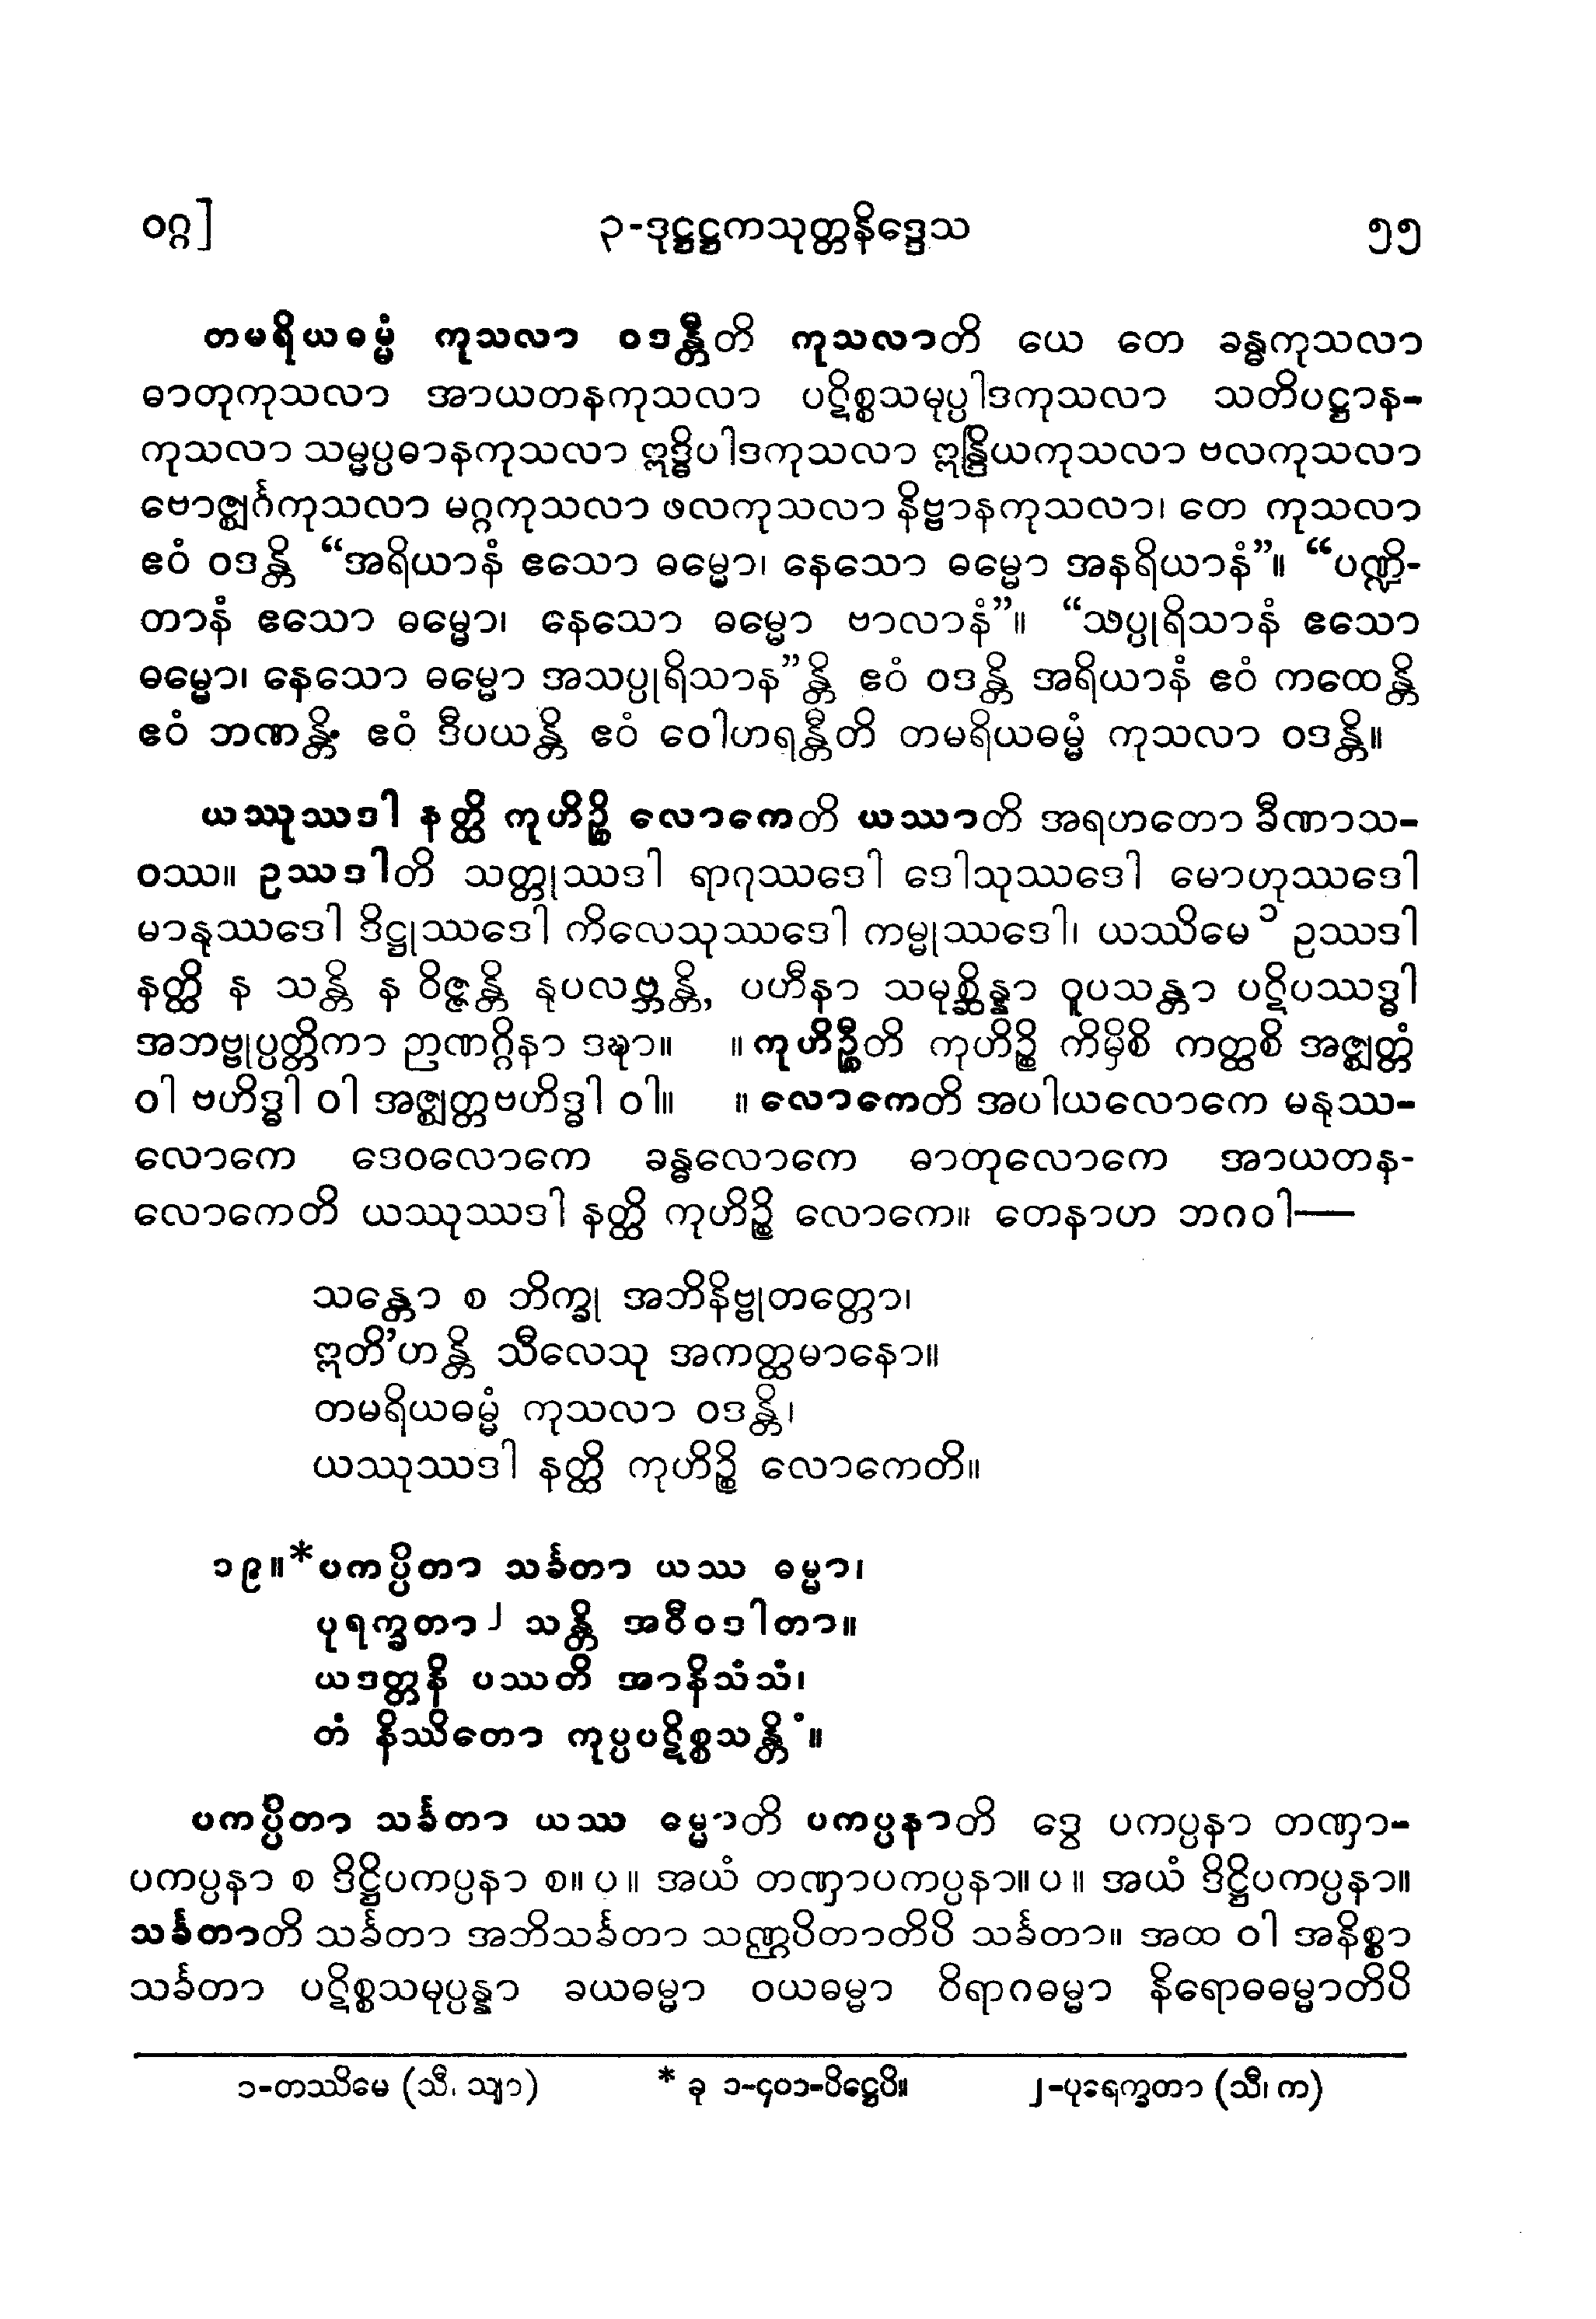 ဝဂ္ဂ]	၃-ဒုဋ္ဌဋ္ဌကသုတ္တနိဒ္ဒေသ	၅၅
တမရိယဓမ္မံ ကုသလာ ဝဒန္တီတိ ကုသလာတိ ယေ တေ ခန္ဓကုသလာ
ဓာတုကုသလာ အာယတနကုသလာ ပဋိစ္စသမုပ္ပါဒကုသလာ သတိပဋ္ဌာန-
ကုသလာ သမ္မပ္ပဓာနကုသလာ ဣဒ္ဓိပါဒကုသလာ ဣန္ဒြိယကုသလာ ဗလကုသလာ
ဗောဇ္ဈင်္ဂကုသလာ မဂ္ဂကုသလာ ဖလကုသလာ နိဗ္ဗာနကုသလာ၊ တေ ကုသလာ
ဧဝံ ဝဒန္တိ “အရိယာနံ ဧသော ဓမ္မော၊ နေသော ဓမ္မော အနရိယာနံ”။ “ပဏ္ဍိ-
တာနံ ဧသော ဓမ္မော၊ နေသော ဓမ္မော ဗာလာနံ”။ “သပ္ပုရိသာနံ ဧသော
ဓမ္မော၊ နေသော ဓမ္မော အသပ္ပုရိသာန”န္တိ ဧဝံ ဝဒန္တိ အရိယာနံ ဧဝံ ကထေန္တိ
ဧဝံ ဘဏန္တိ ဧဝံ ဒီပယန္တိ ဧဝံ ဝေါဟရန္တီတိ တမရိယဓမ္မံ ကုသလာ ဝဒန္တိ။
ယဿုဿဒါ နတ္ထိ ကုဟိဉ္စိ လောကေတိ ယဿာတိ အရဟတော ခီဏာသ-
ဝဿ။ ဥဿဒါတိ သတ္တုဿဒါ ရာဂုဿဒေါ ဒေါသုဿဒေါ မောဟုဿဒေါ
မာနုဿဒေါ ဒိဋ္ဌုဿဒေါ ကိလေသုဿဒေါ ကမ္မုဿဒေါ၊ ယဿိမေ ၁ ဥဿဒါ
နတ္ထိ န သန္တိ န ဝိဇ္ဇန္တိ နုပလဗ္ဘန္တိ, ပဟီနာ သမုစ္ဆိန္နာ ဝူပသန္တာ ပဋိပဿဒ္ဓါ
အဘဗ္ဗုပ္ပတ္တိကာ ဉာဏဂ္ဂိနာ ဒဍ္ဎာ။ ။ ကုဟိဉ္စီတိ ကုဟိဉ္စိ ကိမှိစိ ကတ္ထစိ အဇ္ဈတ္တံ
ဝါ ဗဟိဒ္ဓါ ဝါ အဇ္ဈတ္တဗဟိဒ္ဓါ ဝါ။ ။ လောကေတိ အပါယလောကေ မနုဿ-
လောကေ ဒေဝလောကေ ခန္ဓလောကေ ဓာတုလောကေ အာယတန-
လောကေတိ ယဿုဿဒါ နတ္ထိ ကုဟိဉ္စိ လောကေ။ တေနာဟ ဘဂဝါ—
သန္တော စ ဘိက္ခု အဘိနိဗ္ဗုတတ္တော၊
ဣတိ’ဟန္တိ သီလေသု အကတ္ထမာနော။
တမရိယဓမ္မံ ကုသလာ ဝဒန္တိ၊
ယဿုဿဒါ နတ္ထိ ကုဟိဉ္စိ လောကေတိ။
၁၉။*ပကပ္ပိတာ သင်္ခတာ ယဿ ဓမ္မာ၊
ပုရက္ခတာ ၂ သန္တိ အဝီဝဒါတာ။
ယဒတ္တနိ ပဿတိ အာနိသံသံ၊
တံ နိဿိတော ကုပ္ပပဋိစ္စသန္တိံ။
ပကပ္ပိတာ သင်္ခတာ ယဿ ဓမ္မာတိ ပကပ္ပနာတိ ဒွေ ပကပ္ပနာ တဏှာ-
ပကပ္ပနာ စ ဒိဋ္ဌိပကပ္ပနာ စ။ ပ ။ အယံ တဏှာပကပ္ပနာ။ ပ ။ အယံ ဒိဋ္ဌိပကပ္ပနာ။
သင်္ခတာတိ သင်္ခတာ အဘိသင်္ခတာ သဏ္ဌပိတာတိပိ သင်္ခတာ။ အထ ဝါ အနိစ္စာ
သင်္ခတာ ပဋိစ္စသမုပ္ပန္နာ ခယဓမ္မာ ဝယဓမ္မာ ဝိရာဂဓမ္မာ နိရောဓဓမ္မာတိပိ
၁-တဿိမေ (သီ၊ သျာ)	* ခု ၁-၄၀၁-ပိဋ္ဌေပိ။	၂-ပုရေက္ခတာ (သီ၊ က)